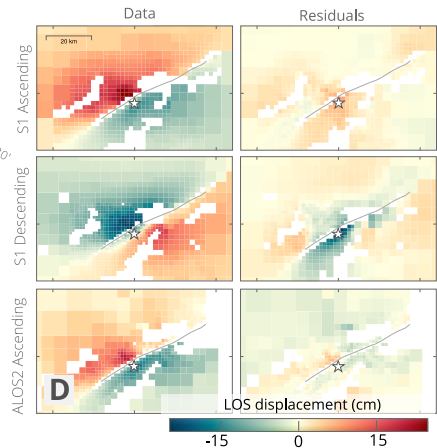 Data
Residuals
20 km
S1 Ascending
S1 Descending
ALOS2 Ascending
D
LOS displacement (cm)
-15
0
15